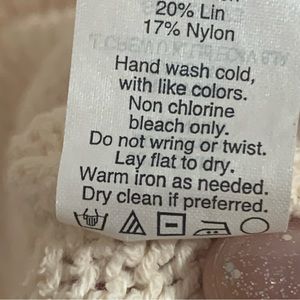 20% Lin
17% Nylon
Hand wash cold,
with like colors.
Non chlorine
bleach only.
Do not wring or twist.
Lay flat to dry.
Warm iron as needed.
Dry clean if preferred.